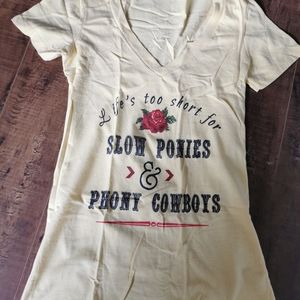 Life's too short for
SLOW PONIES
&
PHONY COWBOYS